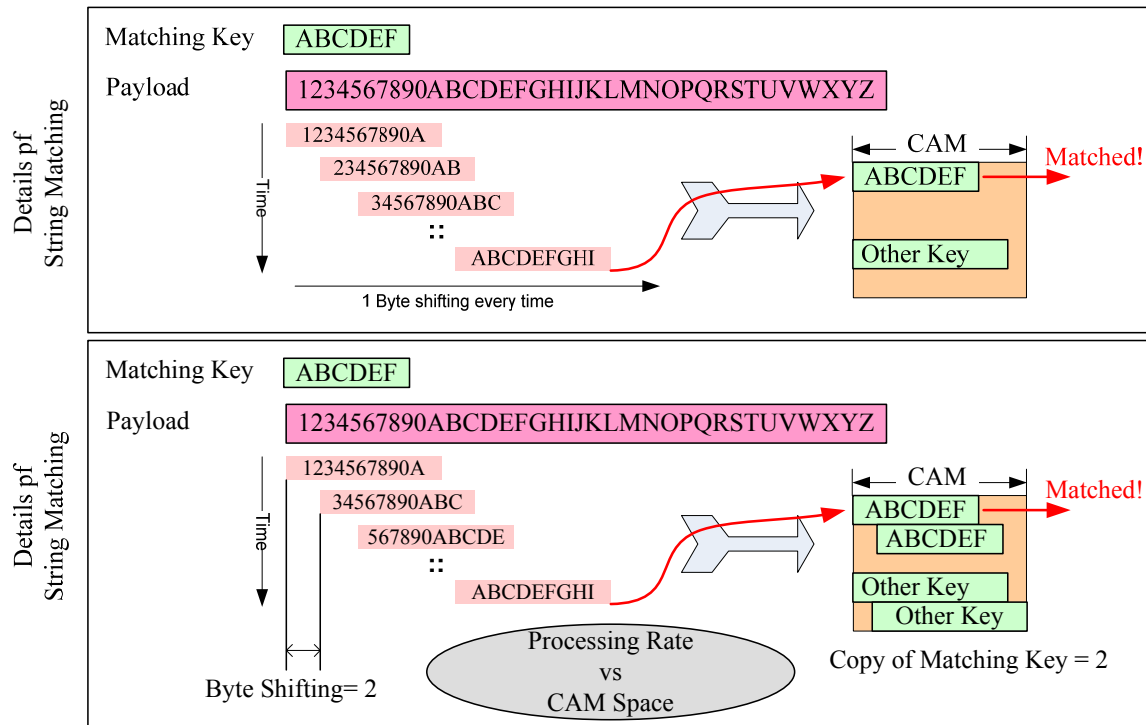 Details pf
String Matching
Matching Key
ABCDEF
Payload
1234567890ABCDEFGHIJKLMNOPQRSTUVWXYZ
Time
1234567890A
234567890AB
34567890ABC
::
ABCDEFGHI
1 Byte shifting every time
CAM
ABCDEF
Matched!
Other Key
Details pf
String Matching
Matching Key
ABCDEF
Payload
1234567890ABCDEFGHIJKLMNOPQRSTUVWXYZ
Time
1234567890A
34567890ABC
567890ABCDE
::
ABCDEFGHI
Byte Shifting= 2
Processing Rate
vs
CAM Space
CAM
ABCDEF
Matched!
ABCDEF
Other Key
Other Key
Copy of Matching Key = 2